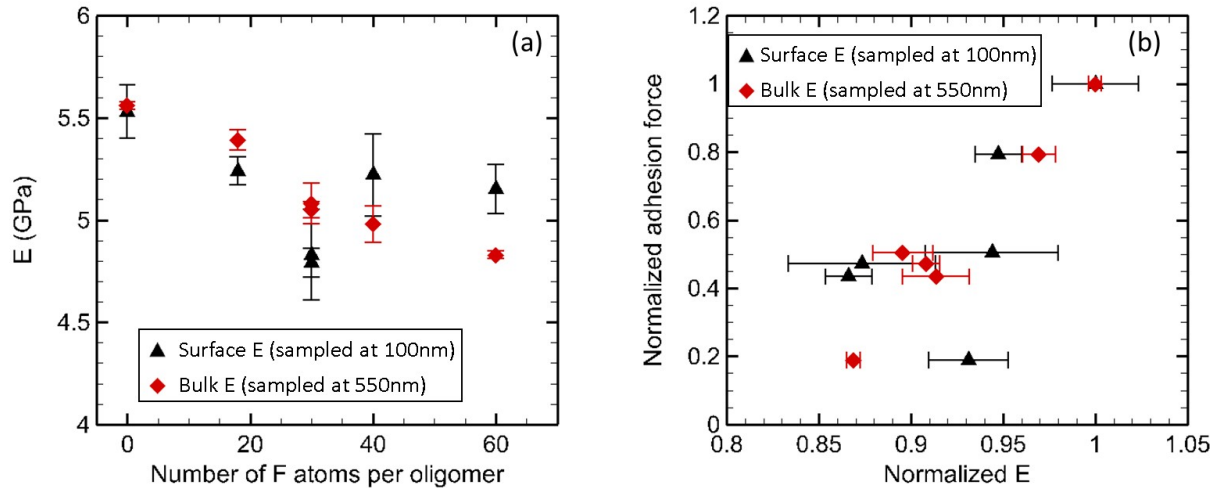 (a)
6
5.5
5
4.5
4
E (GPa)
Surface E (sampled at 100nm)
Bulk E (sampled at 550nm)
0
20
40
60
Number of F atoms per oligomer
(b)
1.2
1
0.8
0.6
0.4
0.2
0
Normalized adhesion force
Surface E (sampled at 100nm)
Bulk E (sampled at 550nm)
0.8
0.85
0.9
0.95
1
1.05
Normalized E